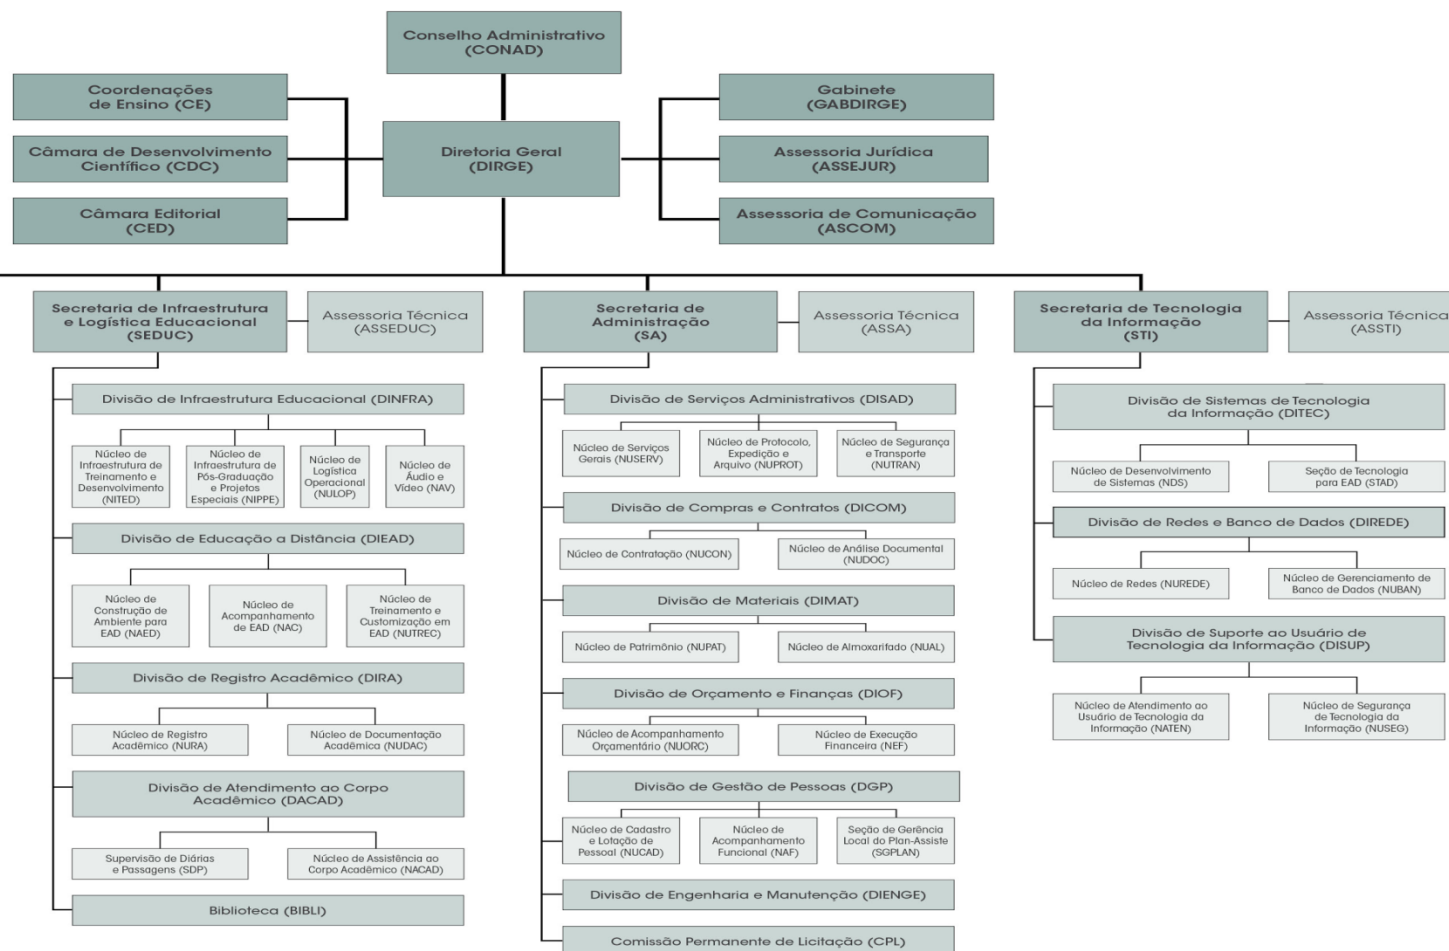 Conselho Administrativo
(CONAD)
Coordenações
de Ensino (CE)
Gabinete
(GABDIRGE)
Câmara de Desenvolvimento
Científico (CDC)
Diretoria Geral
(DIRGE)
Assessoria Jurídica
(ASSEJUR)
Câmara Editorial
(CED)
Assessoria de Comunicação
(ASCOM)
Secretaria de Infraestrutura
e Logística Educacional
(SEDUC)
Assessoria Técnica
(ASSEDUC)
Divisão de Infraestrutura Educacional (DINFRA)
Núcleo de
Infraestrutura de
Treinamento e
Desenvolvimento
(NITED)
Núcleo de
Infraestrutura de
Pós-Graduação
e Projetos
Especiais (NIPPE)
Núcleo de
Logística
Operacional
(NULOP)
Núcleo de
Áudio e
Vídeo (NAV)
Divisão de Educação a Distância (DIEAD)
Núcleo de
Construção de
Ambiente para
EAD (NAED)
Núcleo de
Acompanhamento
de EAD (NAC)
Núcleo de
Treinamento e
Customização em
EAD (NUTREC)
Divisão de Registro Acadêmico (DIRA)
Núcleo de Registro
Acadêmico (NURA)
Núcleo de Documentação
Acadêmica (NUDAC)
Divisão de Atendimento ao Corpo
Acadêmico (DACAD)
Supervisão de Diárias
e Passagens (SDP)
Núcleo de Assistência ao
Corpo Acadêmico (NACAD)
Biblioteca (BIBLI)
Secretaria de
Administração
(SA)
Assessoria Técnica
(ASSA)
Divisão de Serviços Administrativos (DISAD)
Núcleo de Serviços
Gerais (NUSERV)
Núcleo de Protocolo,
Expedição e
Arquivo (NUPROT)
Núcleo de Segurança
e Transporte
(NUTRAN)
Divisão de Compras e Contratos (DICOM)
Núcleo de Contratação (NUCON)
Núcleo de Análise Documental
(NUDOC)
Divisão de Materiais (DIMAT)
Núcleo de Patrimônio (NUPAT)
Núcleo de Almoxarifado (NUAL)
Divisão de Orçamento e Finanças (DIOF)
Núcleo de Acompanhamento
Orçamentário (NUORC)
Núcleo de Execução
Financeira (NEF)
Divisão de Gestão de Pessoas (DGP)
Núcleo de Cadastro
e Lotação de
Pessoal (NUCAD)
Núcleo de
Acompanhamento
Funcional (NAF)
Seção de Gerência
Local do Plan-Assiste
(SGPLAN)
Divisão de Engenharia e Manutenção (DIENGE)
Comissão Permanente de Licitação (CPL)
Secretaria de Tecnologia
da Informação
(STI)
Assessoria Técnica
(ASSTI)
Divisão de Sistemas de Tecnologia
da Informação (DITEC)
Núcleo de Desenvolvimento
de Sistemas (NDS)
Seção de Tecnologia
para EAD (STAD)
Divisão de Redes e Banco de Dados (DIREDE)
Núcleo de Redes (NUREDE)
Núcleo de Gerenciamento de
Banco de Dados (NUBAN)
Divisão de Suporte ao Usuário de
Tecnologia da Informação (DISUP)
Núcleo de Atendimento ao
Usuário de Tecnologia da
Informação (NATEN)
Núcleo de Segurança
de Tecnologia da
Informação (NUSEG)